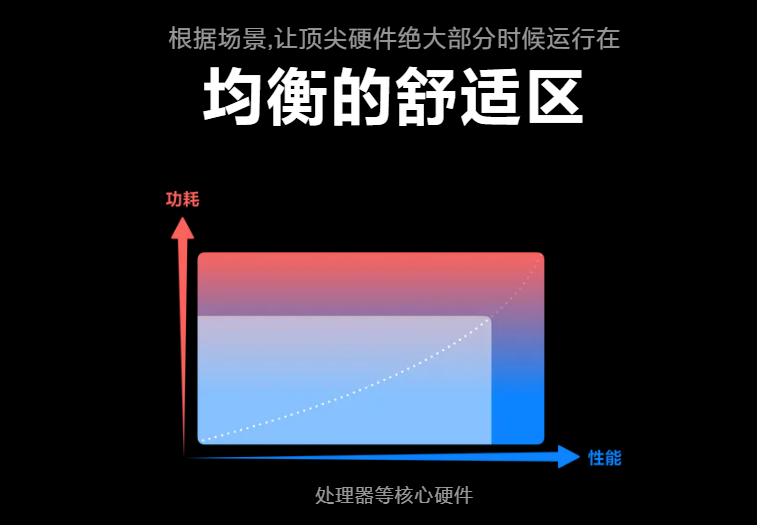 根据场景,让顶尖硬件绝大部分时候运行在
均衡的舒适区
功耗
性能
处理器等核心硬件